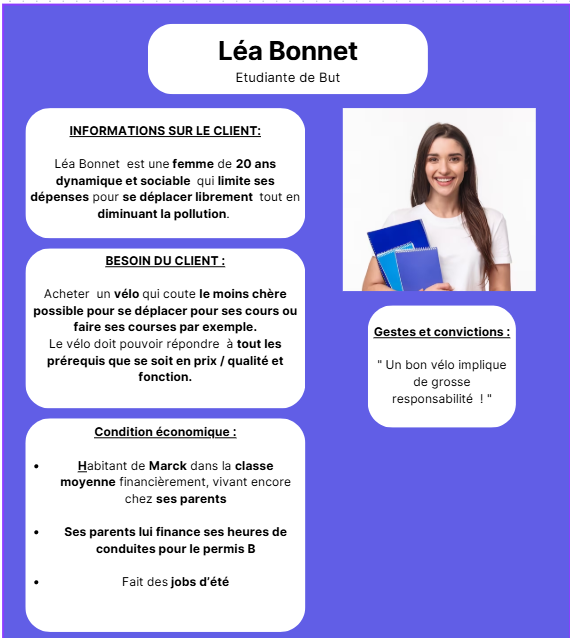 Léa Bonnet
Etudiante de But
INFORMATIONS SUR LE CLIENT:
Léa Bonnet est une femme de 20 ans
dynamique et sociable qui limite ses
dépenses pour se déplacer librement tout en
diminuant la pollution.
BESOIN DU CLIENT :
Acheter un vélo qui coute le moins chère
possible pour se déplacer pour ses cours ou
faire ses courses par exemple.
Le vélo doit pouvoir répondre à tout les
prérequis que se soit en prix / qualité et
fonction.
Condition économique :
• Habitant de Marck dans la classe
moyenne financièrement, vivant encore
chez ses parents
• Ses parents lui finance ses heures de
conduites pour le permis B
• Fait des jobs d'été
Gestes et convictions :
" Un bon vélo implique
de grosse
responsabilité ! "